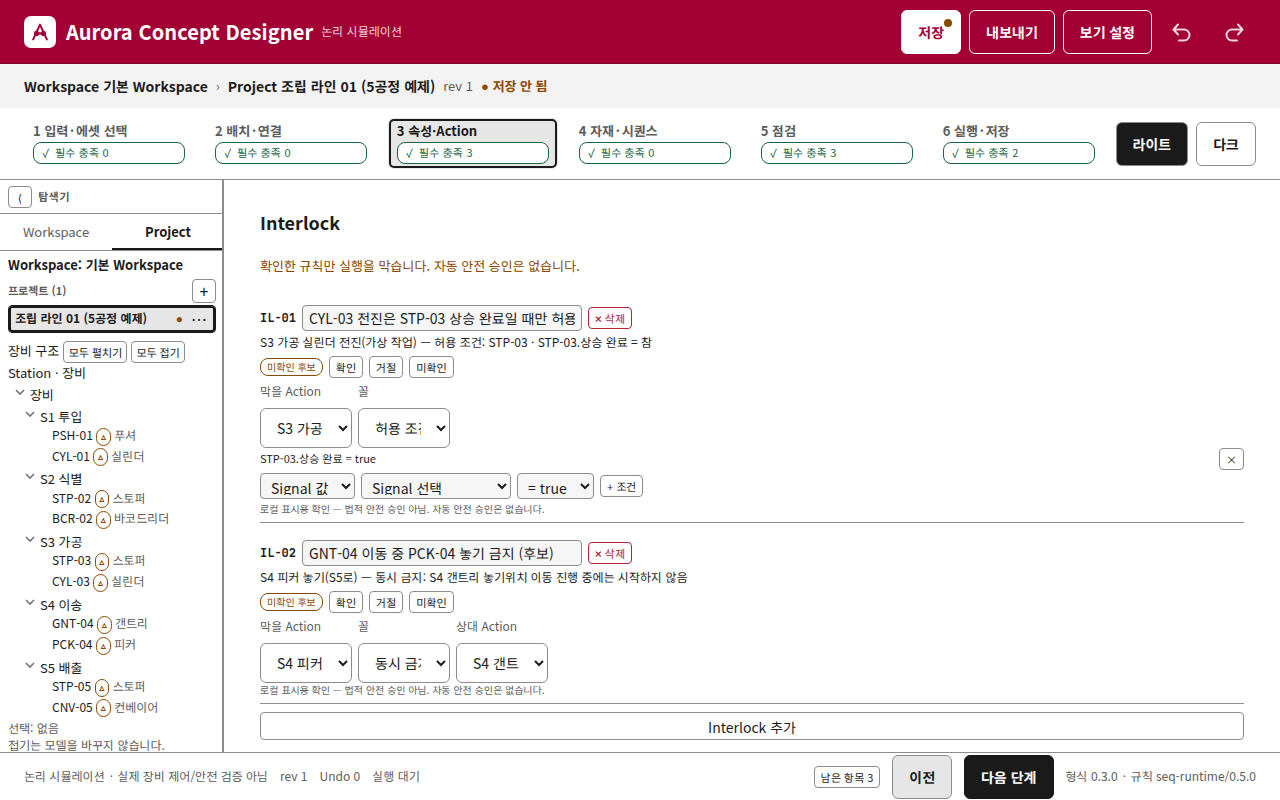 Aurora Concept Designer 논리 시뮬레이션
저장 내보내기 보기 설정
Workspace 기본 Workspace › Project 조립 라인 01 (5공정 예제) rev 1 ● 저장 안 됨
1 입력·에셋 선택
√ 필수 충족 0
2 배치·연결
√ 필수 충족 0
3 속성·Action
√ 필수 충족 3
4 자재·시퀀스
√ 필수 충족 0
5 점검
√ 필수 충족 3
6 실행·저장
√ 필수 충족 2
라이트 다크
⟨ 탐색기
Workspace Project
Workspace: 기본 Workspace
프로젝트 (1) +
조립 라인 01 (5공정 예제) ● ···
장비 구조 모두 펼치기 모두 접기
Station · 장비
장비
S1 투입
PSH-01 푸셔
CYL-01 실린더
S2 식별
STP-02 스토퍼
BCR-02 바코드리더
S3 가공
STP-03 스토퍼
CYL-03 실린더
S4 이송
GNT-04 갠트리
PCK-04 피커
S5 배출
STP-05 스토퍼
CNV-05 컨베이어
선택: 없음
접기는 모델을 바꾸지 않습니다.
Interlock
확인한 규칙만 실행을 막습니다. 자동 안전 승인은 없습니다.
IL-01 CYL-03 전진은 STP-03 상승 완료일 때만 허용 × 삭제
S3 가공 실린더 전진(가상 작업) — 허용 조건: STP-03 · STP-03.상승 완료 = 참
미확인 후보 확인 거절 미확인
막을 Action 꼴
S3 가공 허용 조
STP-03.상승 완료 = true
×
Signal 값 Signal 선택 = true + 조건
로컬 표시용 확인 — 법적 안전 승인 아님. 자동 안전 승인은 없습니다.
IL-02 GNT-04 이동 중 PCK-04 놓기 금지 (후보) × 삭제
S4 피커 놓기(S5로) — 동시 금지: S4 갠트리 놓기위치 이동 진행 중에는 시작하지 않음
미확인 후보 확인 거절 미확인
막을 Action 꼴 상대 Action
S4 피커 동시 금 S4 갠트
로컬 표시용 확인 — 법적 안전 승인 아님. 자동 안전 승인은 없습니다.
Interlock 추가
논리 시뮬레이션 · 실제 장비 제어/안전 검증 아님 rev 1 Undo 0 실행 대기
남은 항목 3 이전 다음 단계 형식 0.3.0 · 규칙 seq-runtime/0.5.0